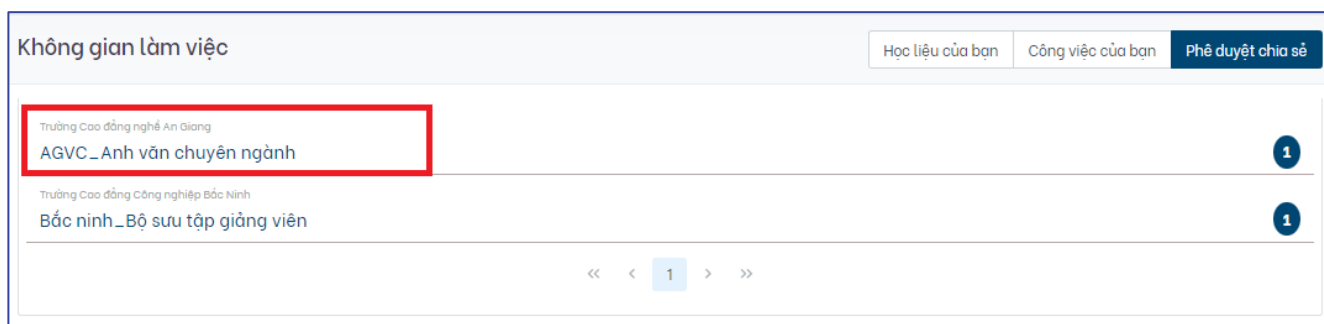 Không gian làm việc
Học liệu của bạn Công việc của bạn Phê duyệt chia sẻ
Trường Cao đẳng nghề An Giang
AGVC_Anh văn chuyên ngành 1
Trường Cao đẳng Công nghiệp Bắc Ninh
Bắc ninh_Bộ sưu tập giảng viên 1
<< < 1 > >>